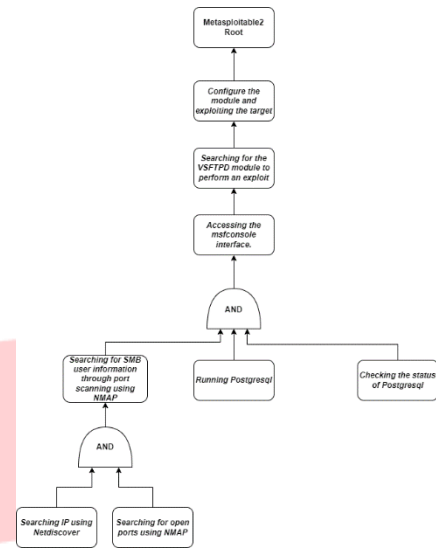 Metasploitable2
Root
Configure the
module and
exploiting the target
Searching for the
VSFTPD module to
perform an exploit
Accessing the
msfconsole
interface.
AND
Searching for SMB
user information
through port
scanning using
NMAP
Running Postgresql
Checking the status
of Postgresql
AND
Searching IP using
Netdiscover
Searching for open
ports using NMAP